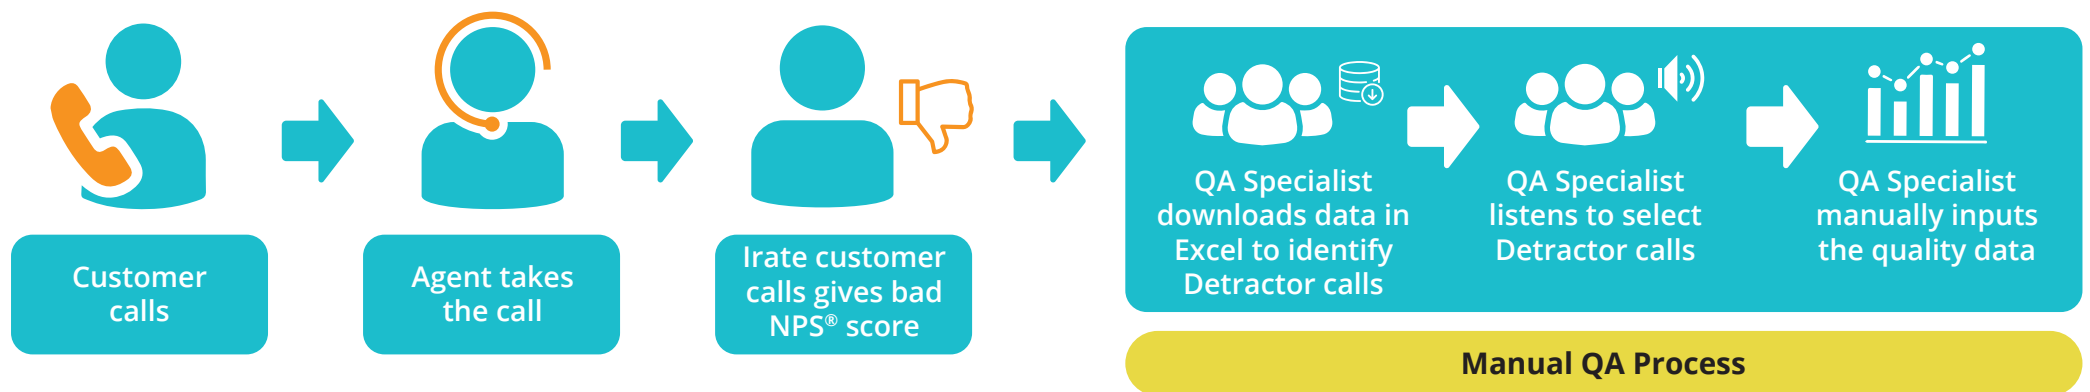 Customer
calls
Agent takes
the call
Irate customer
calls gives bad
NPS® score
QA Specialist
downloads data in
Excel to identify
Detractor calls
QA Specialist
listens to select
Detractor calls
QA Specialist
manually inputs
the quality data
Manual QA Process